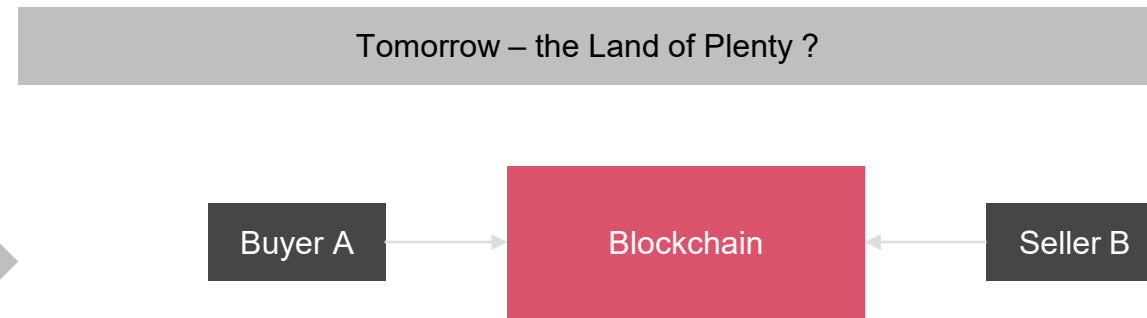 Tomorrow – the Land of Plenty ?
Buyer A
Blockchain
Seller B